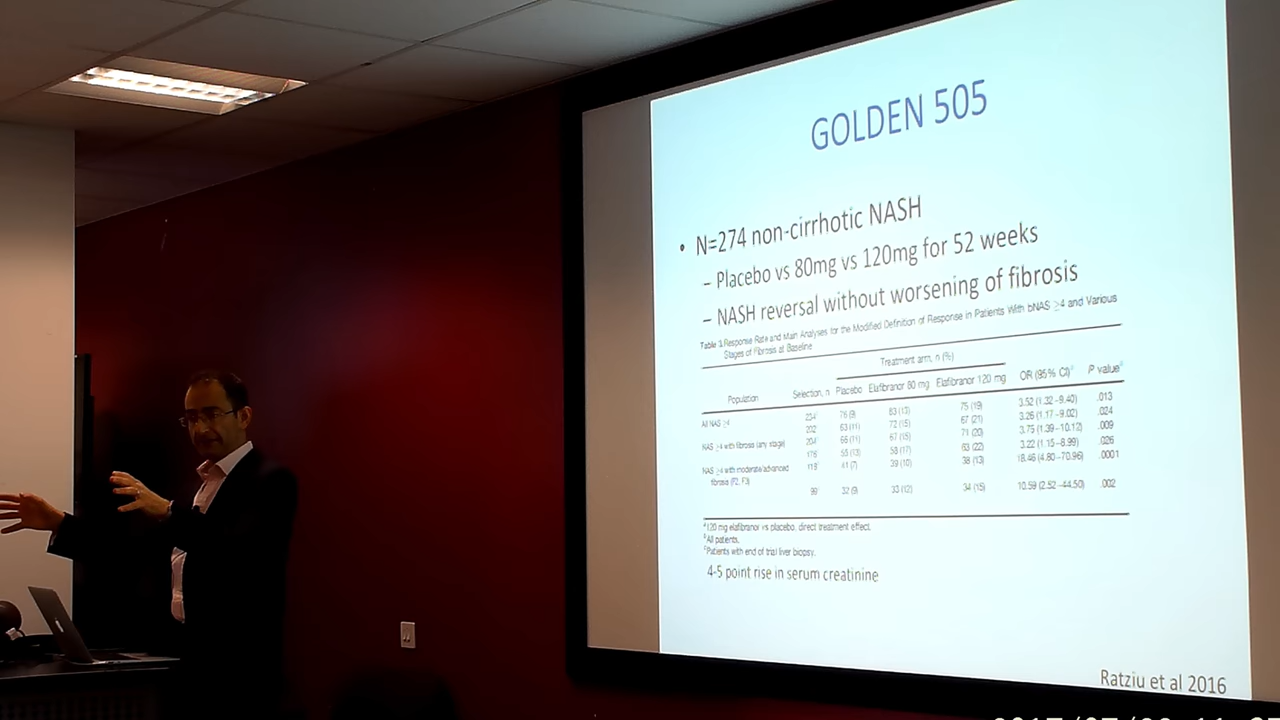 GOLDEN 505
• N=274 non-cirrhotic NASH
– Placebo vs 80mg vs 120mg for 52 weeks
– NASH reversal without worsening of fibrosis
Table 3 Response Rate and Main Analyses for the Modified Definition of Response in Patients With bNAS ≥4 and Various
Stages of Fibrosis at Baseline
Treatment arm, n (%)
Population Selection, n Placebo Elafibranor 80 mg Elafibranor 120 mg OR (95% CI) P value
All NAS ≥4 234 76 (9) 83 (13) 75 (19) 3.52 (1.32–9.40) .013
202 63 (11) 72 (15) 67 (21) 3.26 (1.17–9.02) .024
NAS ≥4 with fibrosis (any stage) 204 66 (11) 67 (15) 71 (20) 3.75 (1.39–10.12) .009
176 55 (13) 58 (17) 63 (22) 3.22 (1.15–8.99) .026
NAS ≥4 with moderate/advanced 118 41 (7) 39 (10) 38 (13) 18.46 (4.80–70.96) .0001
fibrosis (F2, F3)
99 32 (9) 33 (12) 34 (15) 10.59 (2.52–44.50) .002
a 120 mg elafibranor vs placebo, direct treatment effect.
b All patients.
c Patients with end of trial liver biopsy.
4-5 point rise in serum creatinine
Ratziu et al 2016